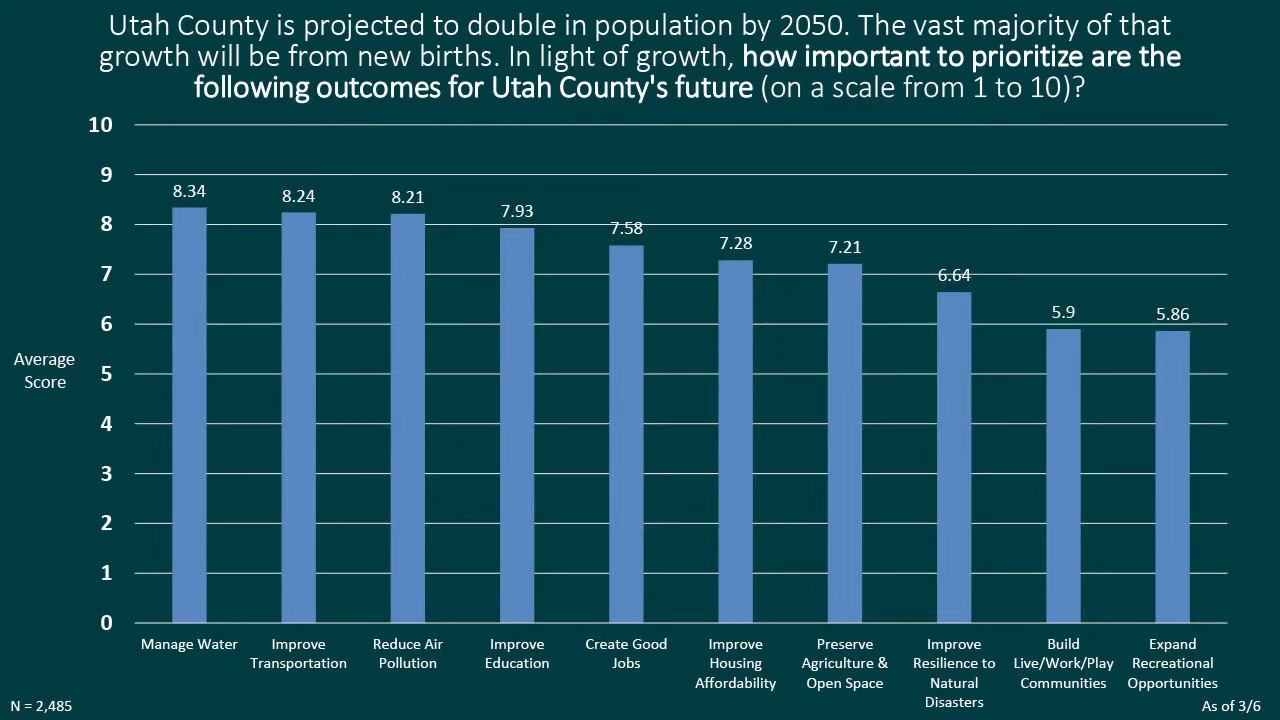 Utah County is projected to double in population by 2050. The vast majority of that
growth will be from new births. In light of growth, how important to prioritize are the
following outcomes for Utah County's future (on a scale from 1 to 10)?
10
9
8
7
6
5
4
3
2
1
0
Average
Score
8.34
8.24
8.21
7.93
7.58
7.28
7.21
6.64
5.9
5.86
Manage Water
Improve
Transportation
Reduce Air
Pollution
Improve
Education
Create Good
Jobs
Improve
Housing
Affordability
Preserve
Agriculture &
Open Space
Improve
Resilience to
Natural
Disasters
Build
Live/Work/Play
Communities
Expand
Recreational
Opportunities
N = 2,485
As of 3/6